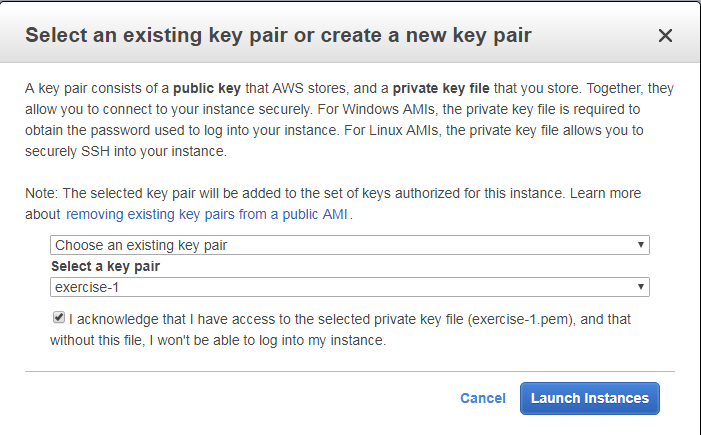 Select an existing key pair or create a new key pair
A key pair consists of a public key that AWS stores, and a private key file that you store. Together, they
allow you to connect to your instance securely. For Windows AMIs, the private key file is required to
obtain the password used to log into your instance. For Linux AMIs, the private key file allows you to
securely SSH into your instance.
Note: The selected key pair will be added to the set of keys authorized for this instance. Learn more
about removing existing key pairs from a public AMI.
Choose an existing key pair
Select a key pair
exercise-1
I acknowledge that I have access to the selected private key file (exercise-1.pem), and that
without this file, I won't be able to log into my instance.
Cancel Launch Instances